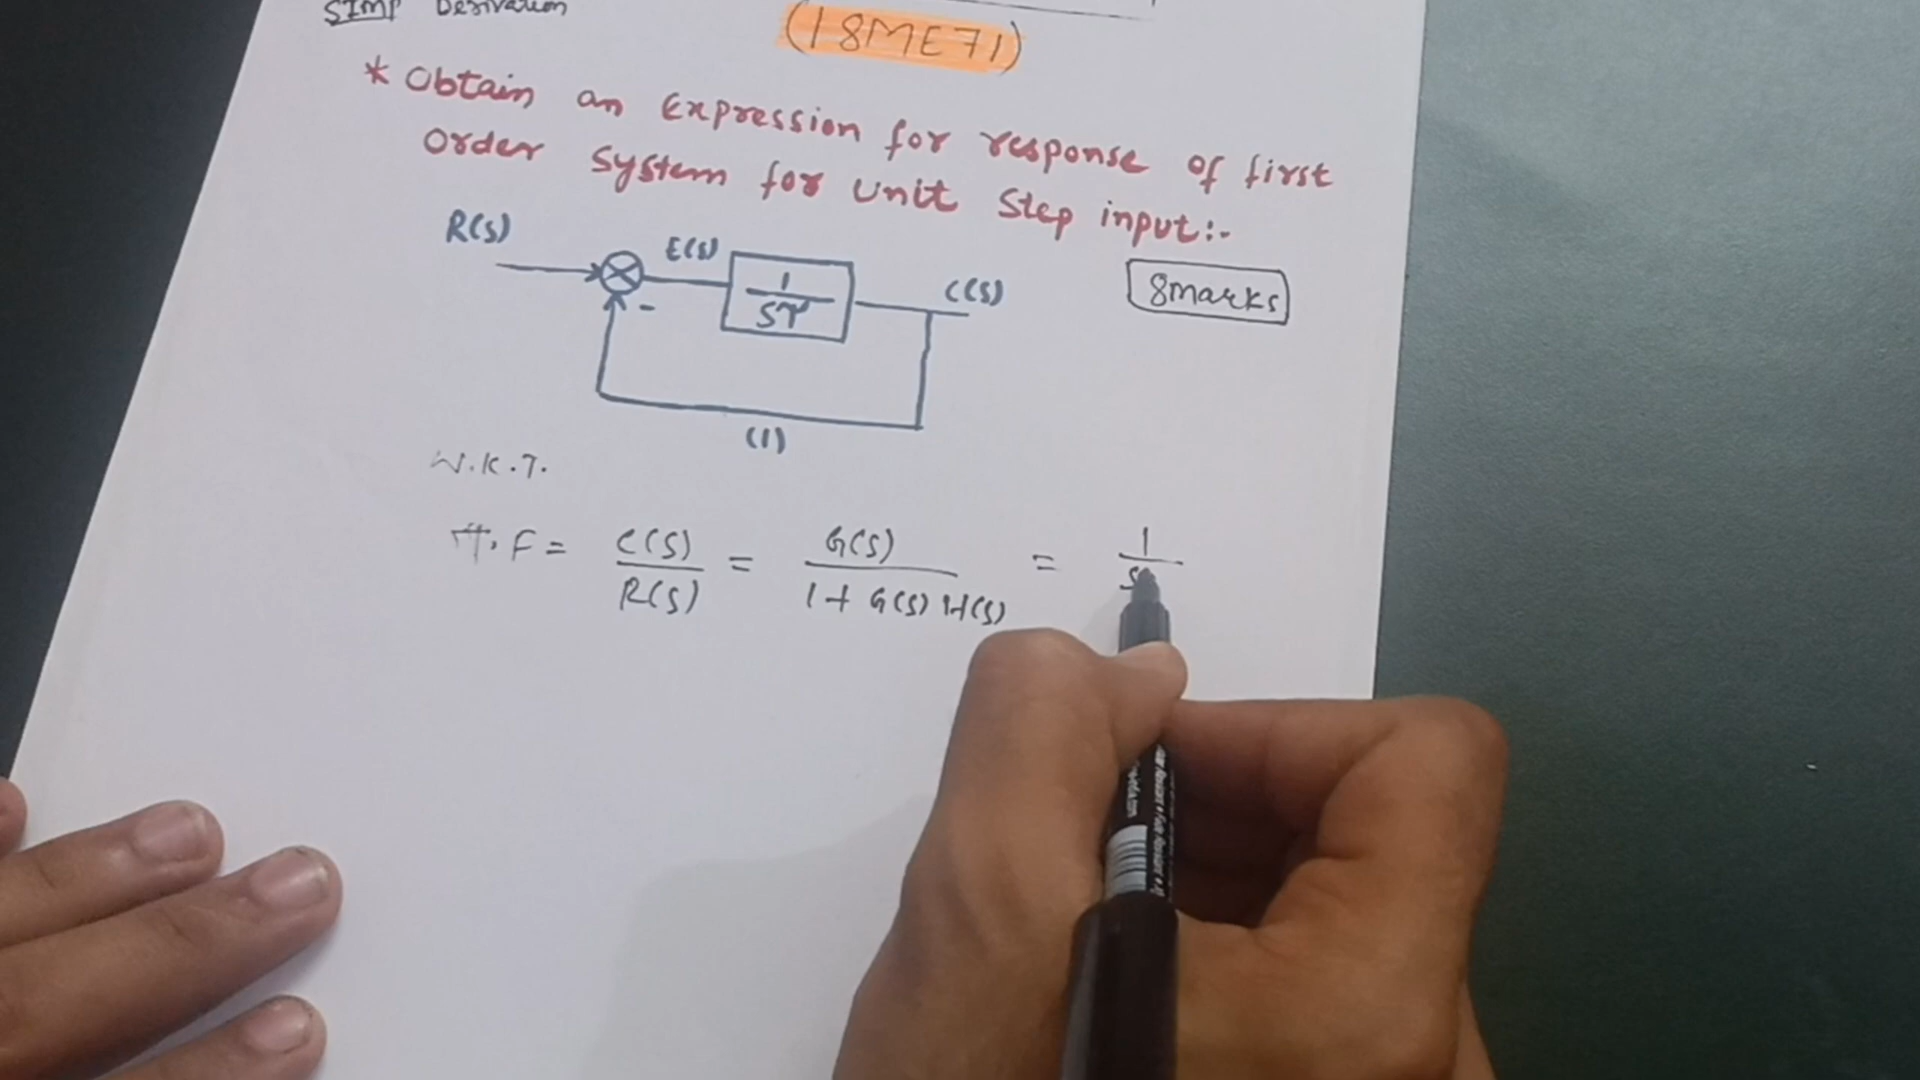 SIMP Derivation
(18ME71)
* Obtain an Expression for response of first
Order System for Unit Step input:-
R(S)
E(S)
1
Sτ
C(S)
-
(1)
8marks
W.K.T.
T.F = C(S) / R(S) = G(S) / 1 + G(S) H(S) = 1 / S